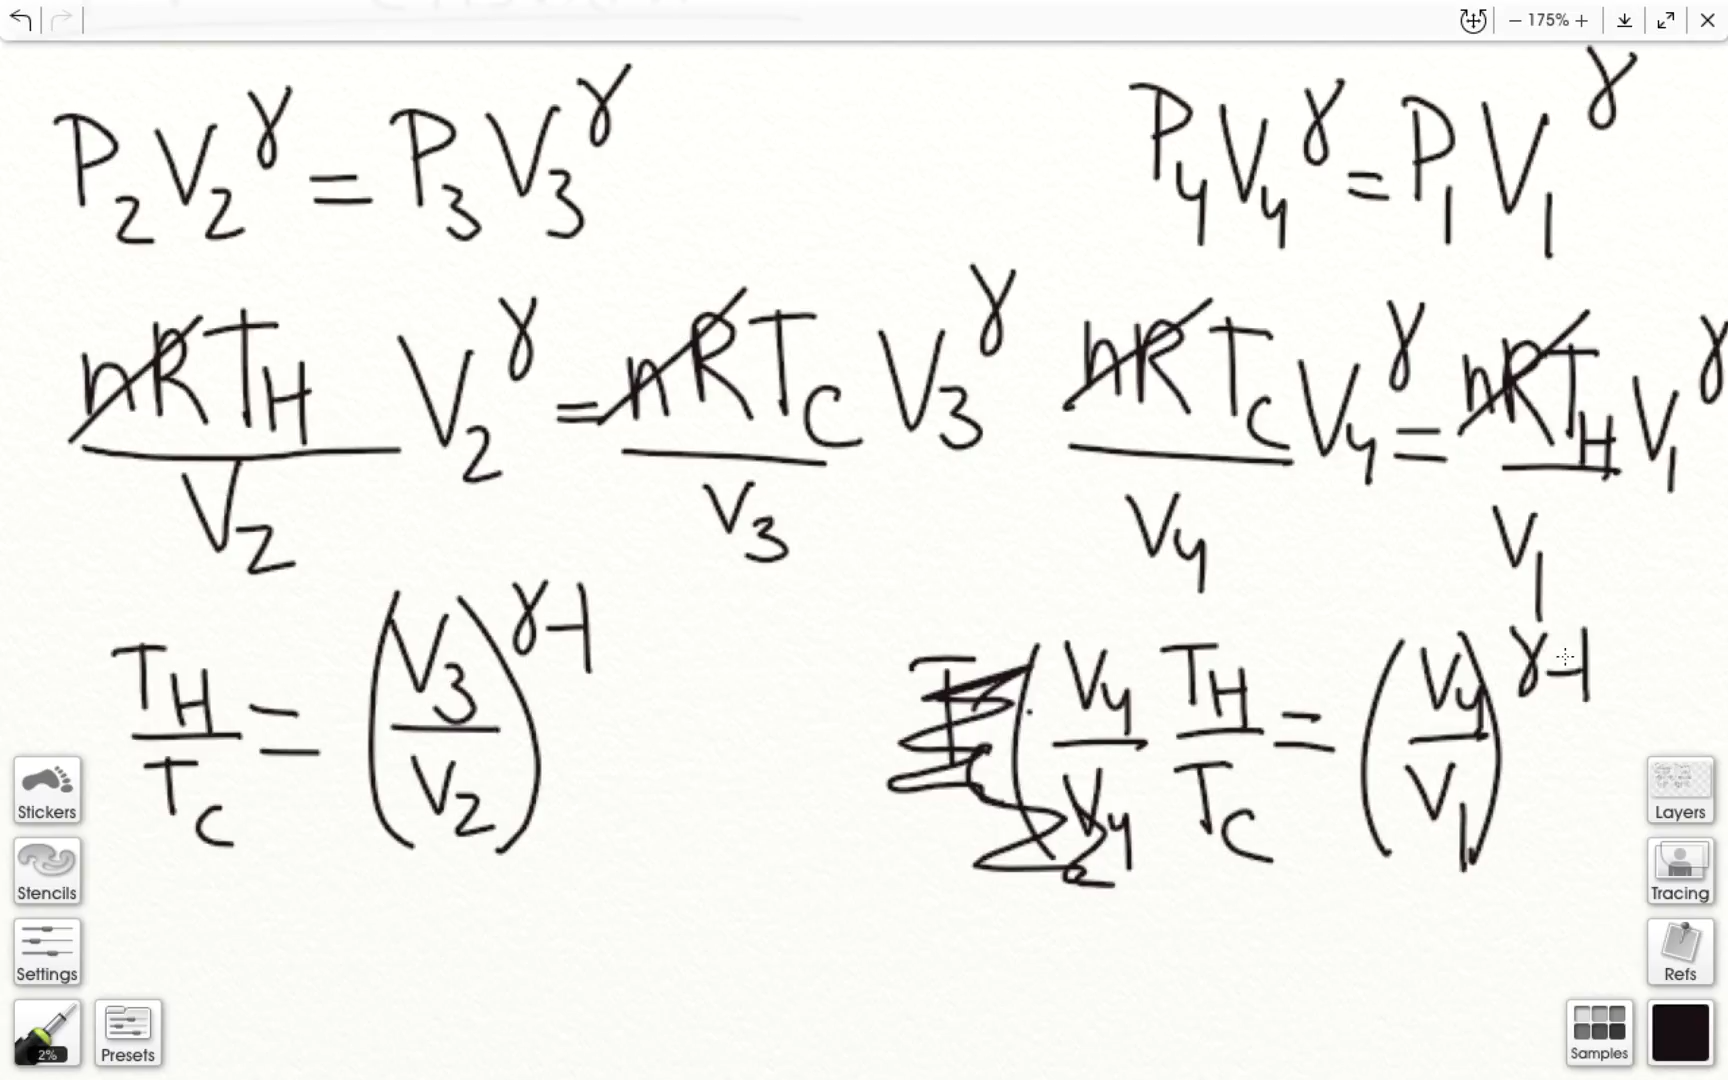 175%
P₂V₂^γ = P₃V₃^γ
P₄V₄^γ = P₁V₁^γ
nRT_H/V₂ V₂^γ = nRT_C/V₃ V₃^γ
nRT_C/V₄ V₄^γ = nRT_H/V₁ V₁^γ
T_H/T_C = (V₃/V₂)^γ-1
(V₄/V₄ T_H/T_C = (V₄/V₁)^γ-1
Stickers
Stencils
Settings
2%
Presets
Layers
Tracing
Refs
Samples